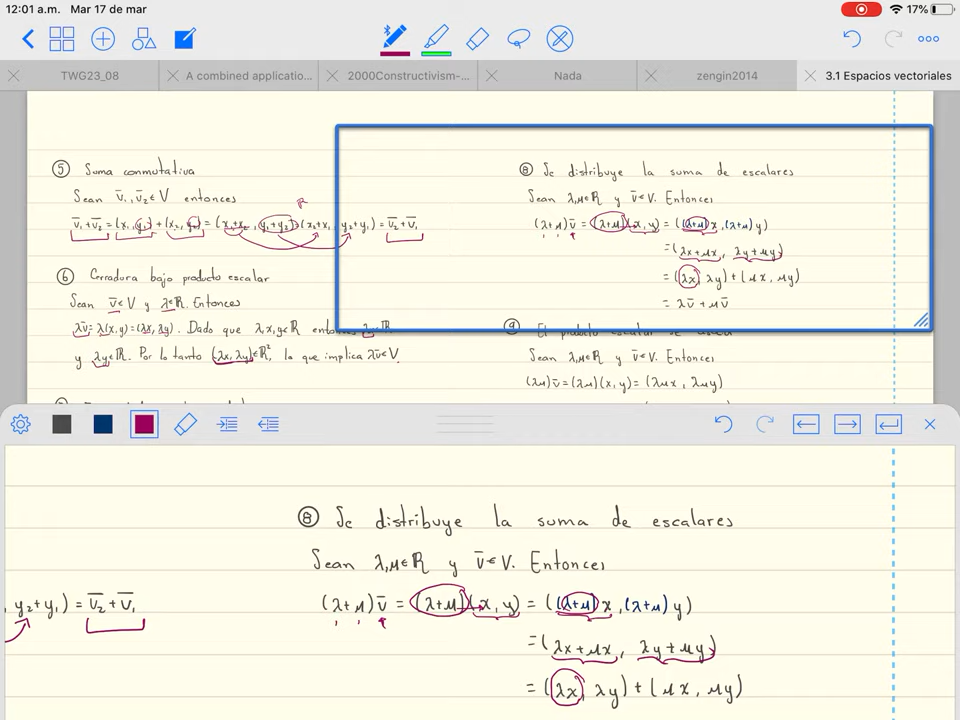 12:01 a.m. Mar 17 de mar
17%
TWG23_08
A combined applicatio...
2000Constructivism-...
Nada
zengin2014
3.1 Espacios vectoriales
⑤ Suma conmutativa
Sean v̄₁, v̄₂ ∈ V entonces
ℝ
v̄₁+v̄₂ = (x₁, y₁) + (x₂, y₂) = (x₁+x₂, y₁+y₂) = (x₂+x₁, y₂+y₁) = v̄₂+v̄₁
⑥ Cerradura bajo producto escalar
Sean v̄∈V y λ∈ℝ. Entonces
λv̄ = λ(x,y) = (λx, λy). Dado que λ,x,y∈ℝ entonces λx∈ℝ
y λy∈ℝ. Por lo tanto (λx, λy)∈ℝ², lo que implica λv̄∈V.
⑧ Se distribuye la suma de escalares
Sean λ,μ∈ℝ y v̄∈V. Entonces
(λ+μ)v̄ = (λ+μ)(x, y) = ((λ+μ)x, (λ+μ)y)
= (λx+μx, λy+μy)
= (λx, λy) + (μx, μy)
= λv̄ + μv̄
⑨ El producto escalar se asocia
Sean λ,μ∈ℝ y v̄∈V. Entonces
(λμ)v̄ = (λμ)(x, y) = (λμx, λμy)
⑧ Se distribuye la suma de escalares
Sean λ,μ∈ℝ y v̄∈V. Entonces
, y₂+y₁) = v̄₂+v̄₁
(λ+μ)v̄ = (λ+μ)(x, y) = ((λ+μ)x, (λ+μ)y)
= (λx+μx, λy+μy)
= (λx, λy) + (μx, μy)